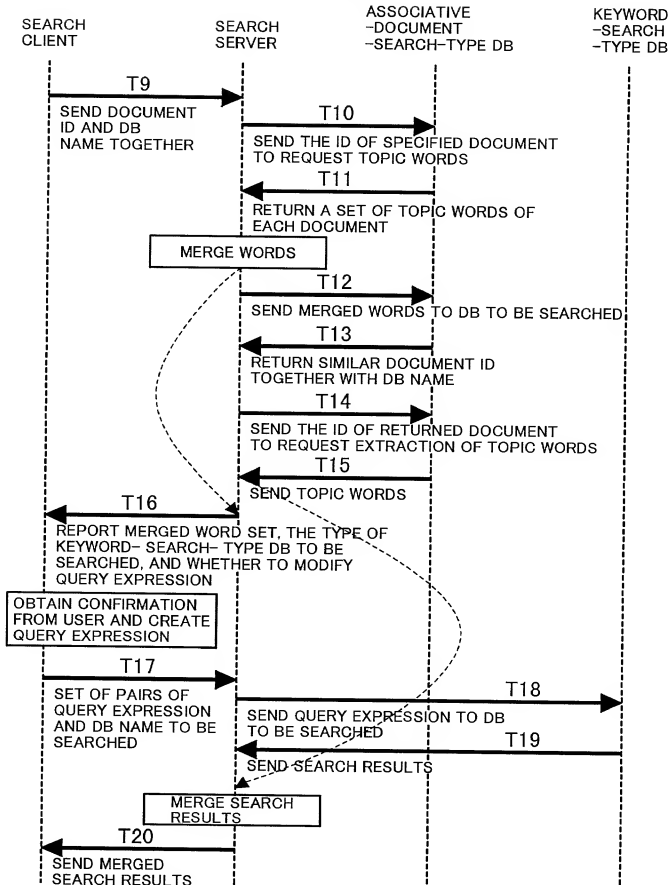 SEARCH
CLIENT
SEARCH
SERVER
ASSOCIATIVE
-DOCUMENT
-SEARCH-TYPE DB
KEYWORD
-SEARCH
-TYPE DB
T9
SEND DOCUMENT
ID AND DB
NAME TOGETHER
T10
SEND THE ID OF SPECIFIED DOCUMENT
TO REQUEST TOPIC WORDS
T11
RETURN A SET OF TOPIC WORDS OF
EACH DOCUMENT
MERGE WORDS
T12
SEND MERGED WORDS TO DB TO BE SEARCHED
T13
RETURN SIMILAR DOCUMENT ID
TOGETHER WITH DB NAME
T14
SEND THE ID OF RETURNED DOCUMENT
TO REQUEST EXTRACTION OF TOPIC WORDS
T15
SEND TOPIC WORDS
T16
REPORT MERGED WORD SET, THE TYPE OF
KEYWORD- SEARCH- TYPE DB TO BE
SEARCHED, AND WHETHER TO MODIFY
QUERY EXPRESSION
OBTAIN CONFIRMATION
FROM USER AND CREATE
QUERY EXPRESSION
T17
SET OF PAIRS OF
QUERY EXPRESSION
AND DB NAME TO BE
SEARCHED
T18
SEND QUERY EXPRESSION TO DB
TO BE SEARCHED
T19
SEND SEARCH RESULTS
MERGE SEARCH
RESULTS
T20
SEND MERGED
SEARCH RESULTS